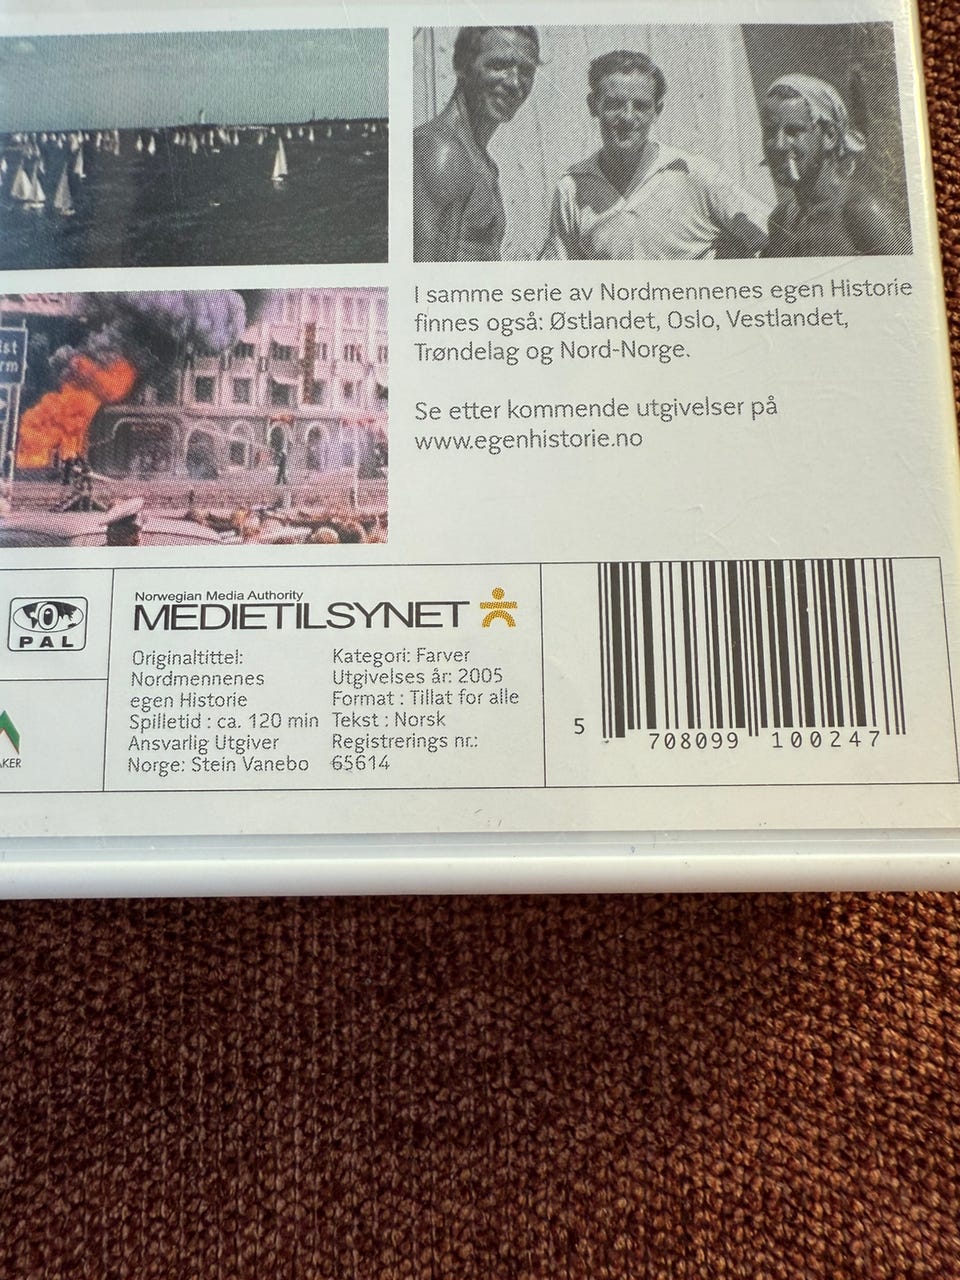 I samme serie av Nordmennenes egen Historie
finnes også: Østlandet, Oslo, Vestlandet,
Trøndelag og Nord-Norge.
Se etter kommende utgivelser på
www.egenhistorie.no
PAL
Norwegian Media Authority
MEDIETILSYNET
Originaltittel:
Nordmennenes
egen Historie
Spilletid : ca. 120 min
Ansvarlig Utgiver
Norge: Stein Vanebo
Kategori: Farver
Utgivelses år: 2005
Format : Tillat for alle
Tekst : Norsk
Registrerings nr.:
65614
5 708099 100247